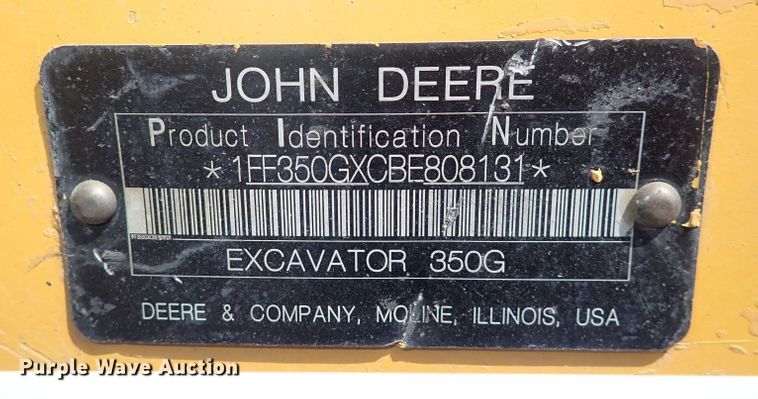 JOHN DEERE
Product Identification Number
*1FF350GXCBE808131*
EXCAVATOR 350G
DEERE & COMPANY, MOLINE, ILLINOIS, USA
Purple Wave Auction